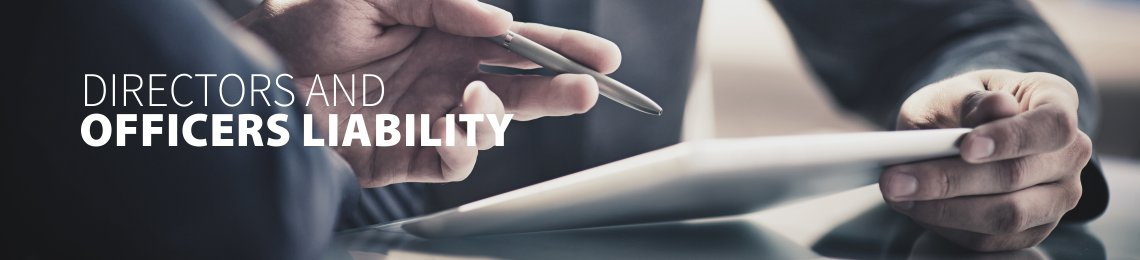 DIRECTORS AND
OFFICERS LIABILITY